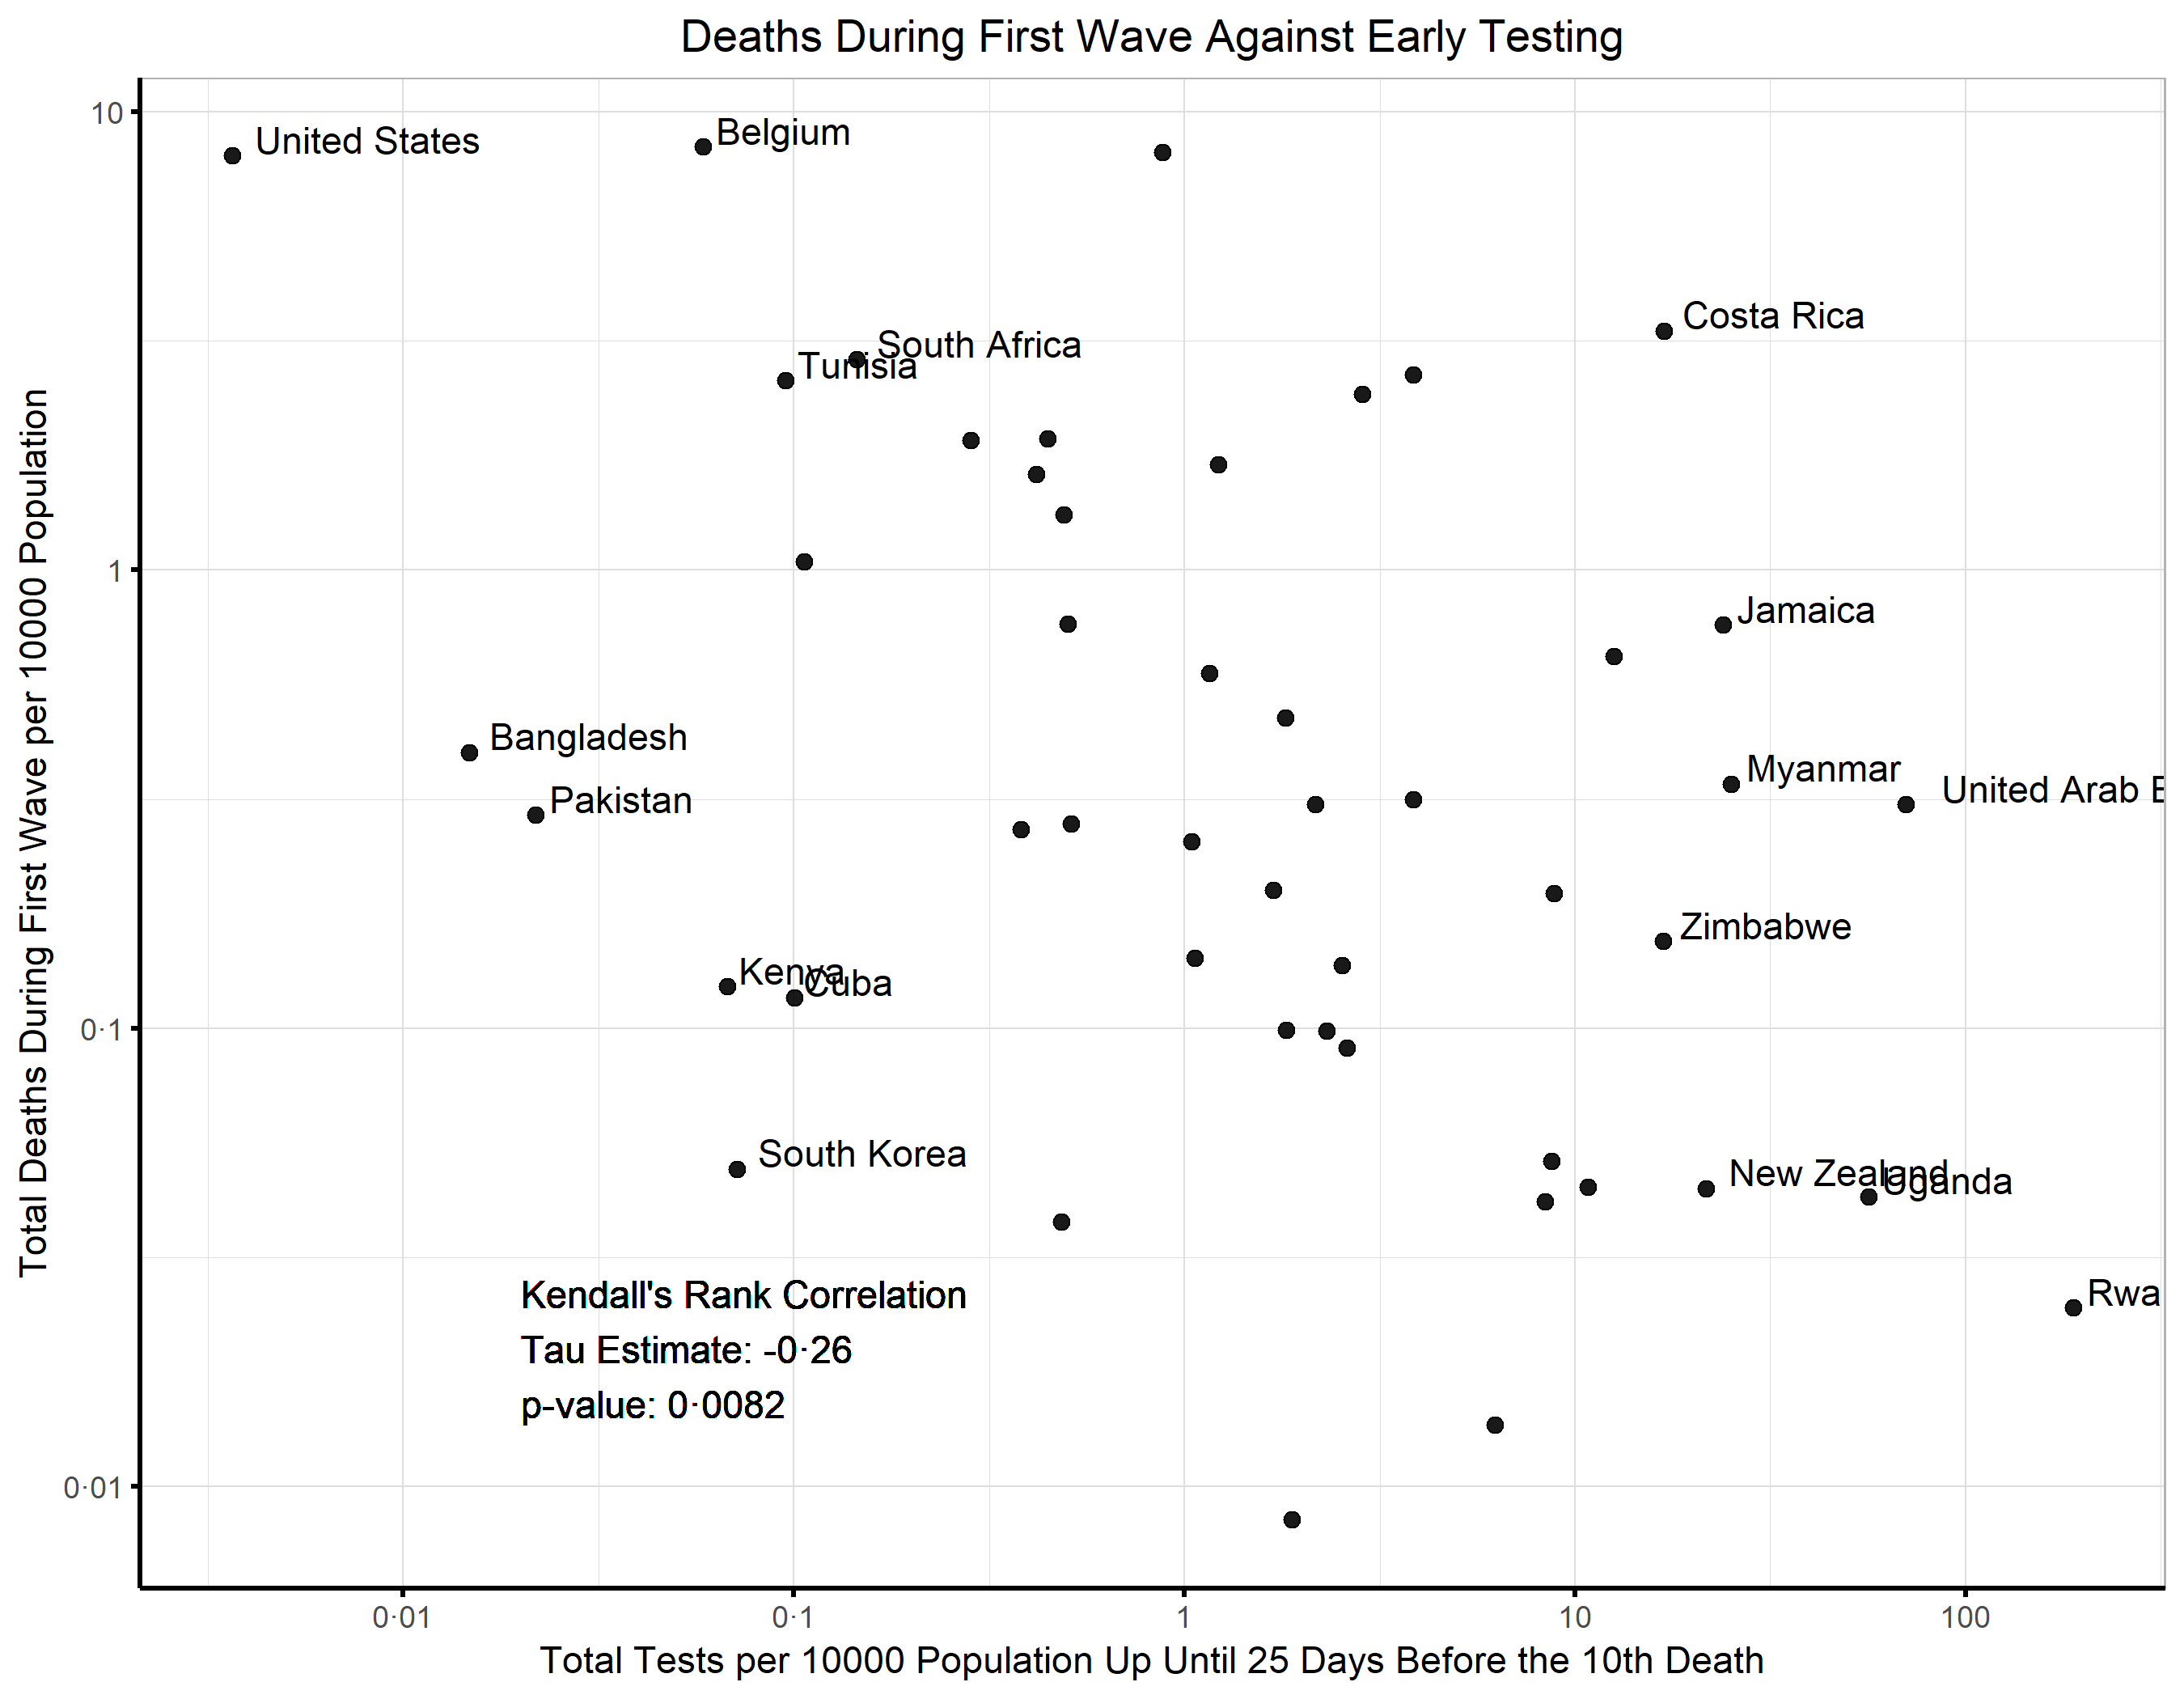 Deaths During First Wave Against Early Testing
Total Deaths During First Wave per 10000 Population
10
1
0·1
0·01
United States
Belgium
Costa Rica
South Africa
Tunisia
Jamaica
Bangladesh
Myanmar
Pakistan
United Arab E
Zimbabwe
Kenya
Cuba
South Korea
New Zealand
Uganda
Rwa
Kendall's Rank Correlation
Tau Estimate: -0·26
p-value: 0·0082
0·01
0·1
1
10
100
Total Tests per 10000 Population Up Until 25 Days Before the 10th Death